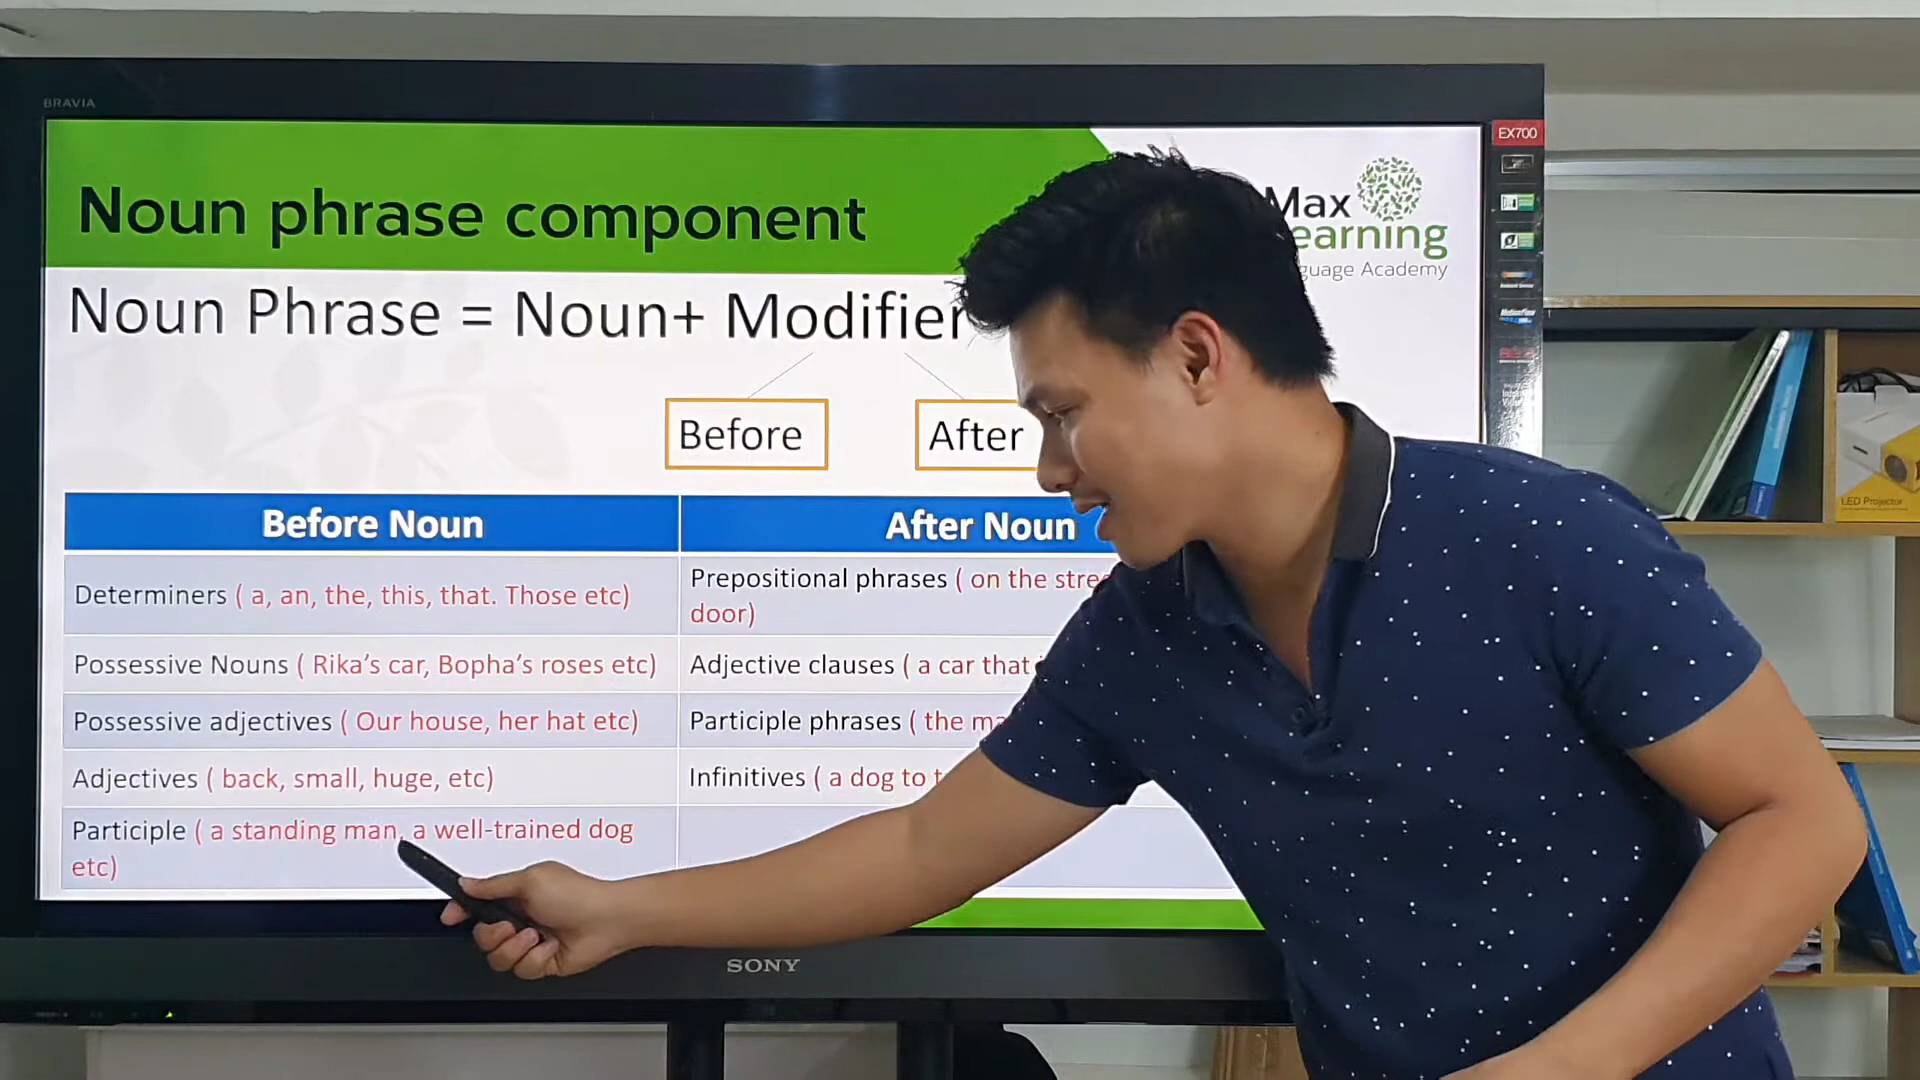 BRAVIA
EX700
Noun phrase component
Max
earning
guage Academy
Noun Phrase = Noun+ Modifier
Before
After
Before Noun
After Noun
Determiners ( a, an, the, this, that. Those etc)
Prepositional phrases ( on the
door)
Possessive Nouns ( Rika’s car, Bopha’s roses etc)
Adjective clauses ( a car that
Possessive adjectives ( Our house, her hat etc)
Participle phrases ( the
Adjectives ( back, small, huge, etc)
Infinitives ( a dog to
Participle ( a standing man, a well-trained dog
etc)
SONY
LED Projector